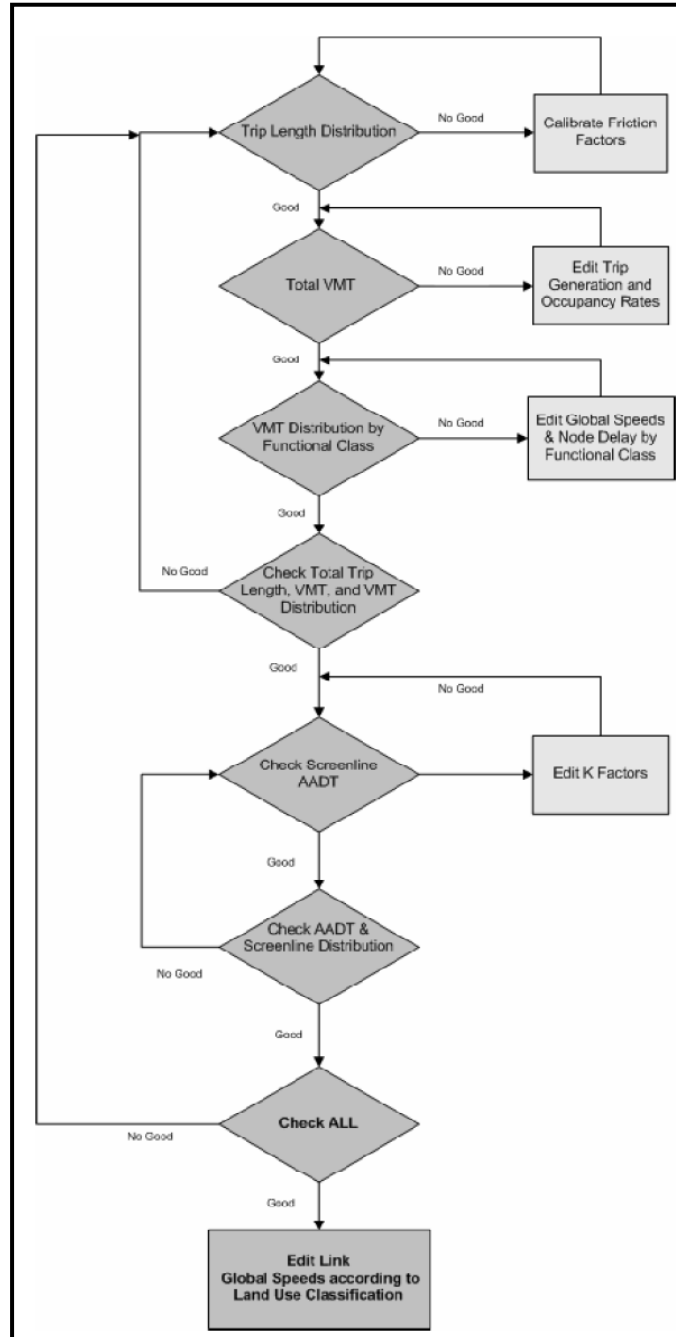 Trip Length Distribution
No Good
Calibrate Friction
Factors
Good
Total VMT
No Good
Edit Trip
Generation and
Occupancy Rates
Good
VMT Distribution by
Functional Class
No Good
Edit Global Speeds
& Node Delay by
Functional Class
Good
No Good
Check Total Trip
Length, VMT, and VMT
Distribution
Good
No Good
Check Screenline
AADT
Edit K Factors
Good
Check AADT &
Screenline Distribution
No Good
Good
Check ALL
No Good
Good
Edit Link
Global Speeds according to
Land Use Classification